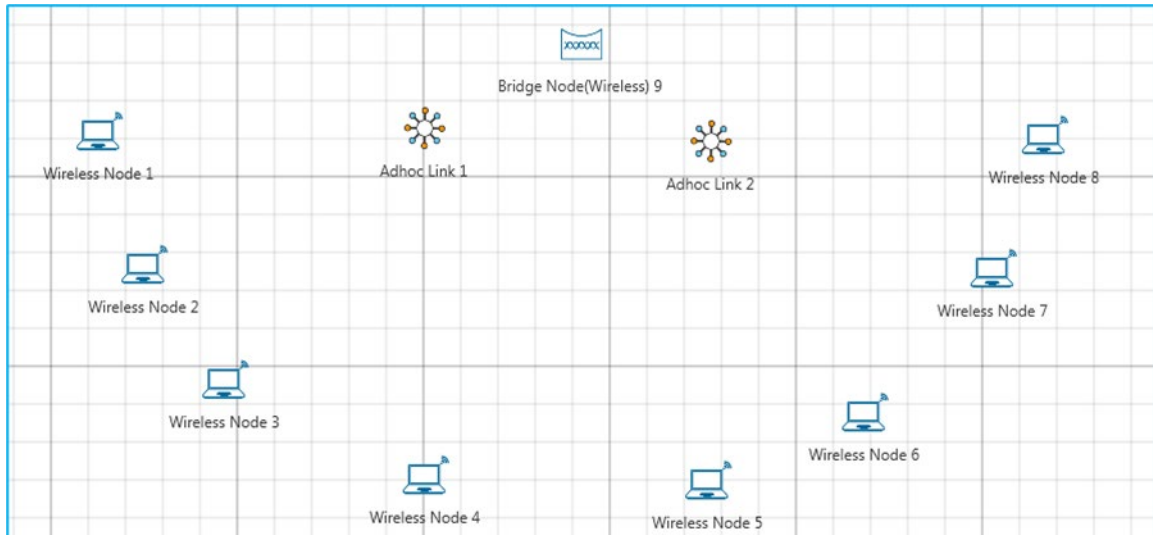 Bridge Node(Wireless) 9
Wireless Node 1
Adhoc Link 1
Adhoc Link 2
Wireless Node 8
Wireless Node 2
Wireless Node 7
Wireless Node 3
Wireless Node 6
Wireless Node 4
Wireless Node 5